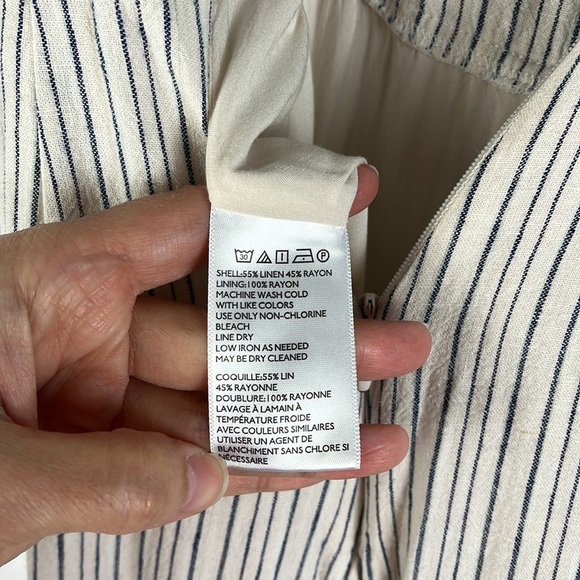 30 P
SHELL:55% LINEN 45% RAYON
LINING:100% RAYON
MACHINE WASH COLD
WITH LIKE COLORS
USE ONLY NON-CHLORINE
BLEACH
LINE DRY
LOW IRON AS NEEDED
MAY BE DRY CLEANED
COQUILLE:55% LIN
45% RAYONNE
DOUBLURE:100% RAYONNE
LAVAGE À LAMAIN À
TEMPÉRATURE FROIDE
AVEC COULEURS SIMILAIRES
UTILISER UN AGENT DE
BLANCHIMENT SANS CHLORE SI
NÉCESSAIRE